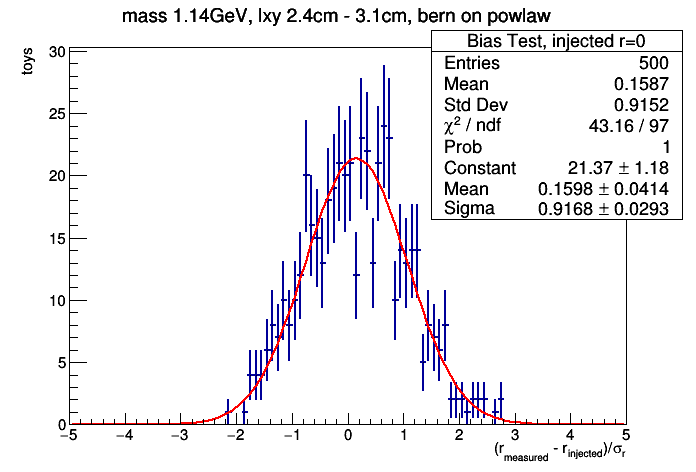 mass 1.14GeV, lxy 2.4cm - 3.1cm, bern on powlaw
Bias Test, injected r=0
Entries 500
Mean 0.1587
Std Dev 0.9152
χ² / ndf 43.16 / 97
Prob 1
Constant 21.37 ± 1.18
Mean 0.1598 ± 0.0414
Sigma 0.9168 ± 0.0293
toys
30
25
20
15
10
5
0
−5 −4 −3 −2 −1 0 1 2 3 4 5
(r_measured - r_injected)/σ_r